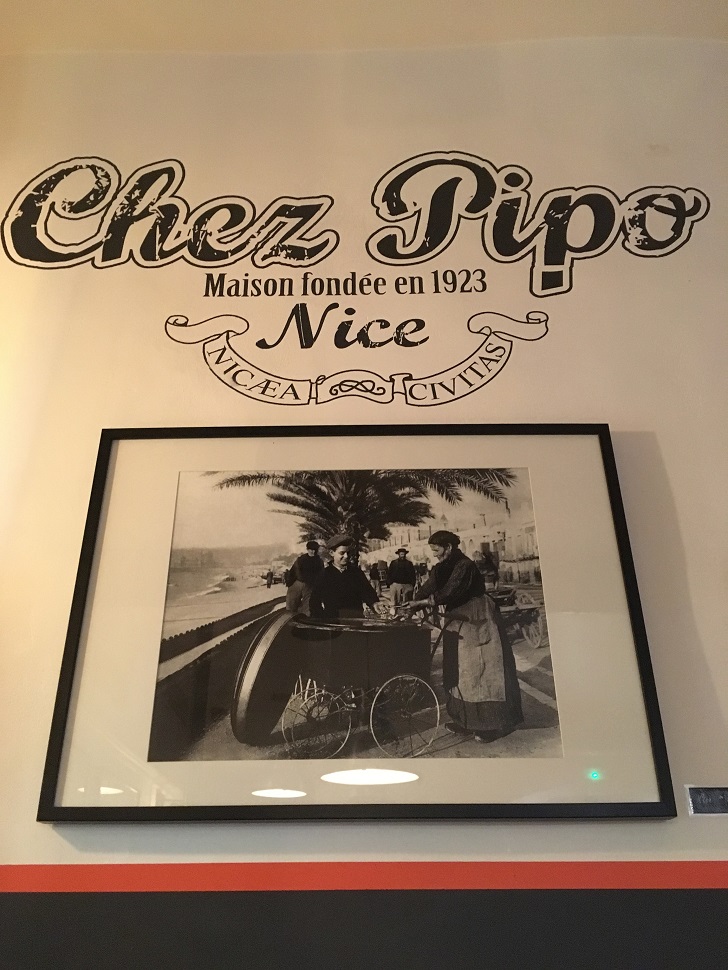 Chez Pipo
Maison fondée en 1923
Nice
NICÆA CIVITAS